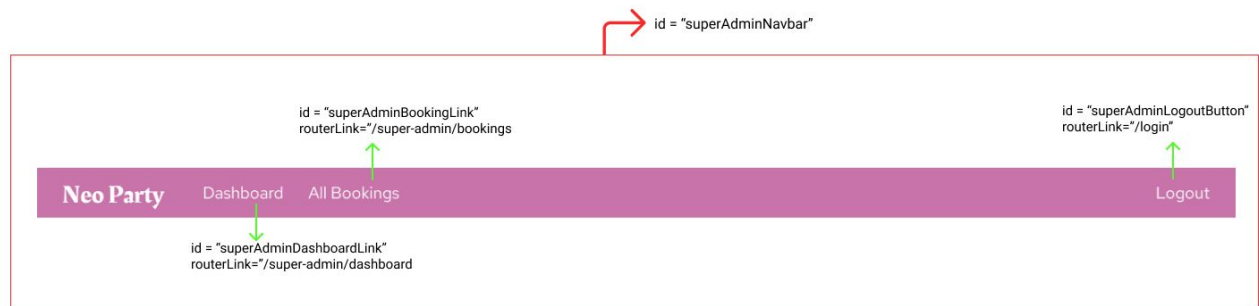 id = “superAdminNavbar”
id = “superAdminBookingLink”
routerLink=”/super-admin/bookings
id = “superAdminLogoutButton”
routerLink=”/login”
Neo Party Dashboard All Bookings Logout
id = “superAdminDashboardLink”
routerLink=”/super-admin/dashboard